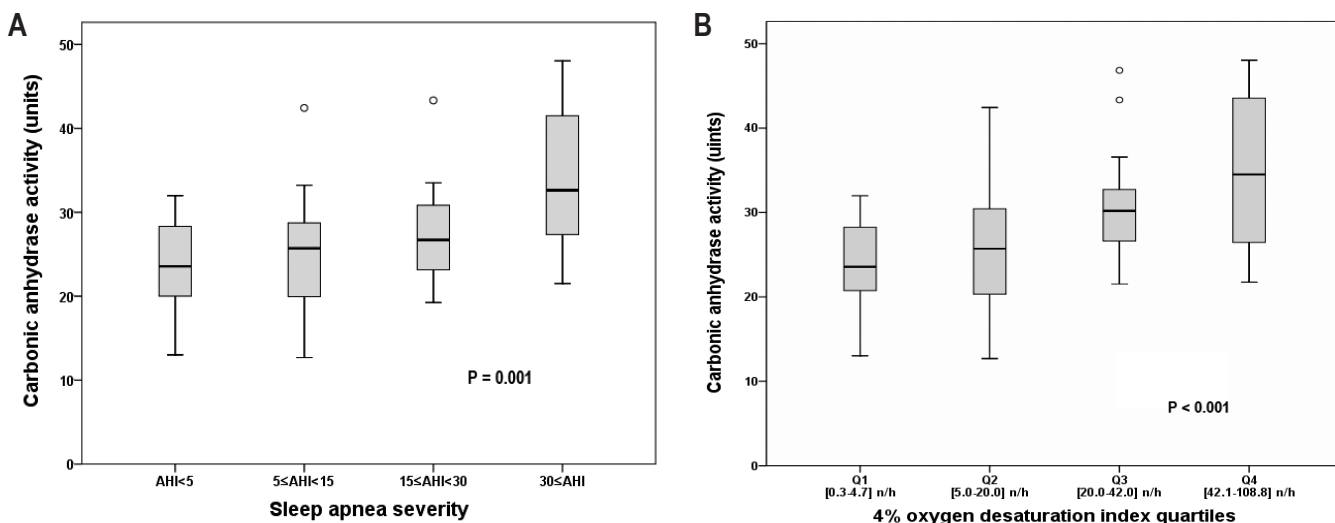 A
Carbonic anhydrase activity (units)
50
40
30
20
10
0
P = 0.001
AHI<5
5≤AHI<15
15≤AHI<30
30≤AHI
Sleep apnea severity
B
Carbonic anhydrase activity (uints)
50
40
30
20
10
0
P < 0.001
Q1
[0.3-4.7] n/h
Q2
[5.0-20.0] n/h
Q3
[20.0-42.0] n/h
Q4
[42.1-108.8] n/h
4% oxygen desaturation index quartiles